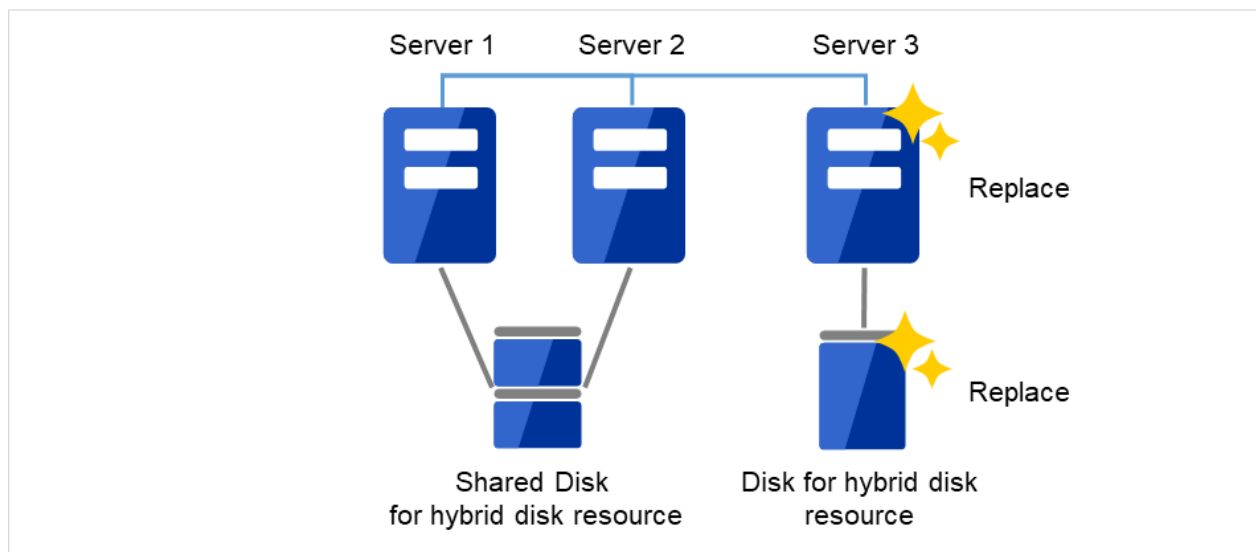 Server 1
Server 2
Server 3
Replace
Replace
Shared Disk
for hybrid disk resource
Disk for hybrid disk
resource